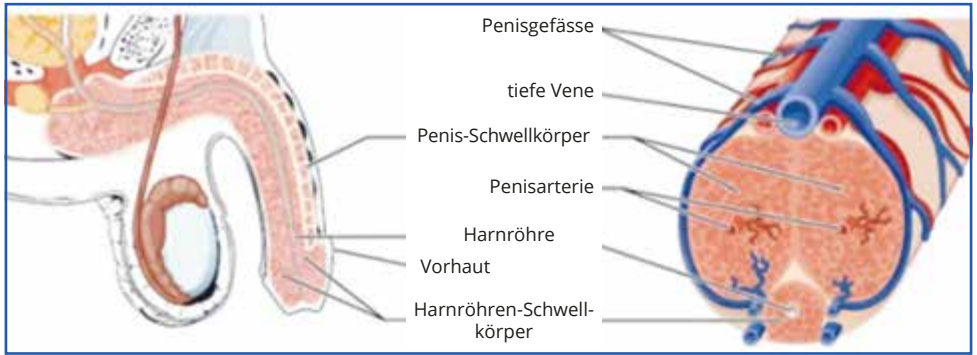 Penisgefässe
tiefe Vene
Penis-Schwellkörper
Penisarterie
Harnröhre
Vorhaut
Harnröhren-Schwell-
körper